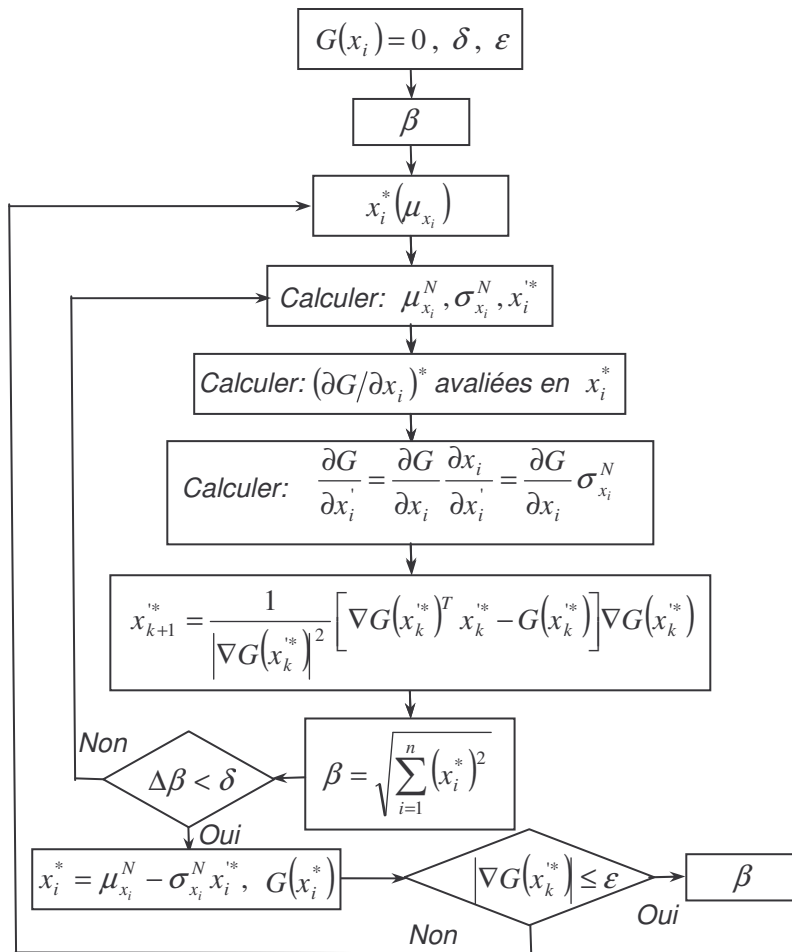 G(x_i) = 0 , δ, ε
β
x_i^*(μ_{x_i})
Calculer: μ_{x_i}^N, σ_{x_i}^N, x_i^{'*}
Calculer: (∂G/∂x_i)^* avaliées en x_i^*
Calculer: ∂G/∂x_i^' = ∂G/∂x_i ∂x_i/∂x_i^' = ∂G/∂x_i σ_{x_i}^N
x_{k+1}^{'*} = 1/|∇G(x_k^{'*})|^2 [∇G(x_k^{'*})^T x_k^{'*} − G(x_k^{'*})]∇G(x_k^{'*})
β = √(∑_{i=1}^n (x_i^*)^2)
Δβ < δ
Non
Oui
x_i^* = μ_{x_i}^N − σ_{x_i}^N x_i^{'*}, G(x_i^*)
|∇G(x_k^{'*})| ≤ ε
Oui
β
Non